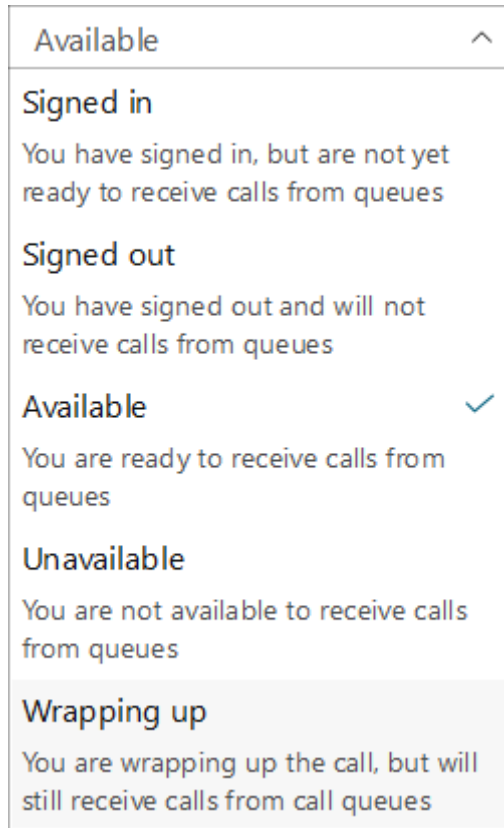 Available
Signed in
You have signed in, but are not yet
ready to receive calls from queues
Signed out
You have signed out and will not
receive calls from queues
Available
You are ready to receive calls from
queues
Unavailable
You are not available to receive calls
from queues
Wrapping up
You are wrapping up the call, but will
still receive calls from call queues